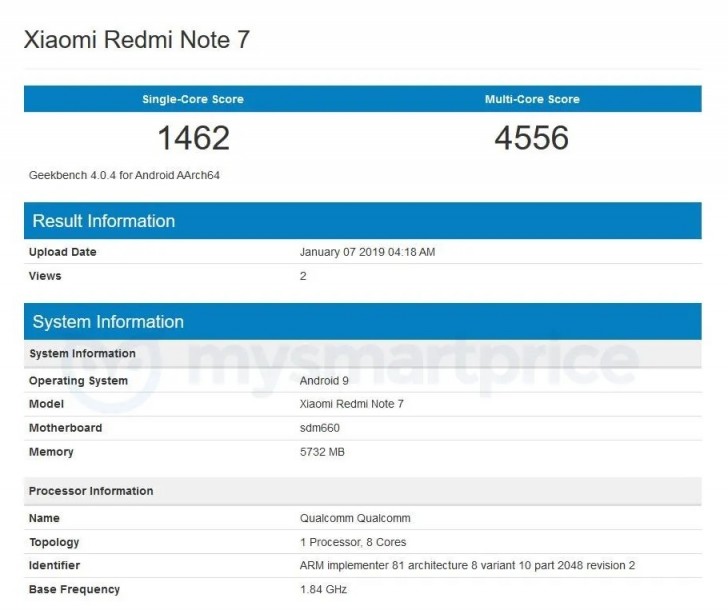 Xiaomi Redmi Note 7
Single-Core Score Multi-Core Score
1462 4556
Geekbench 4.0.4 for Android AArch64
Result Information
Upload Date January 07 2019 04:18 AM
Views 2
System Information
mysmartprice
System Information
Operating System Android 9
Model Xiaomi Redmi Note 7
Motherboard sdm660
Memory 5732 MB
Processor Information
Name Qualcomm Qualcomm
Topology 1 Processor, 8 Cores
Identifier ARM implementer 81 architecture 8 variant 10 part 2048 revision 2
Base Frequency 1.84 GHz